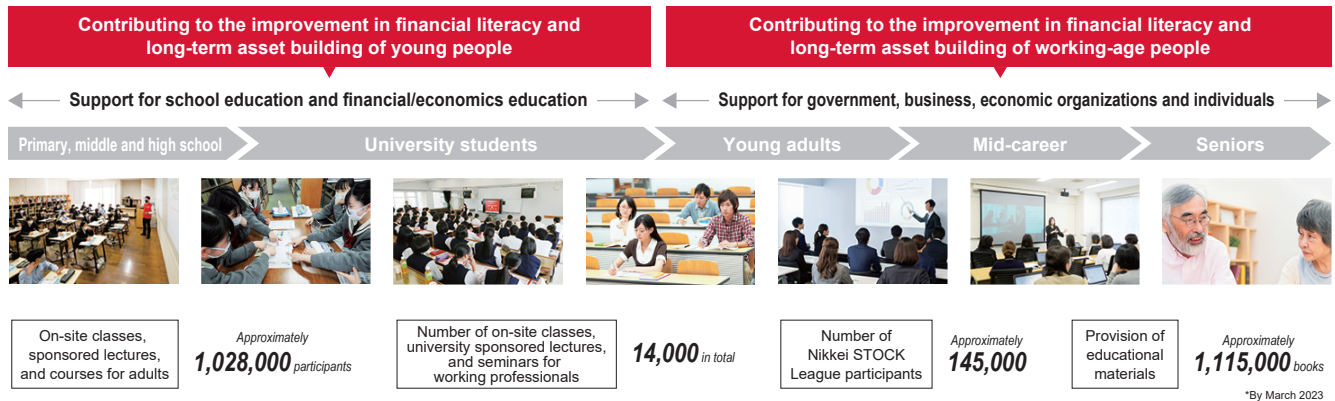 Contributing to the improvement in financial literacy and
long-term asset building of young people
Contributing to the improvement in financial literacy and
long-term asset building of working-age people
Support for school education and financial/economics education
Support for government, business, economic organizations and individuals
Primary, middle and high school
University students
Young adults
Mid-career
Seniors
On-site classes,
sponsored lectures,
and courses for adults
Approximately
1,028,000 participants
Number of on-site classes,
university sponsored lectures,
and seminars for
working professionals
14,000 in total
Number of
Nikkei STOCK
League participants
Approximately
145,000
Provision of
educational
materials
Approximately
1,115,000 books
*By March 2023